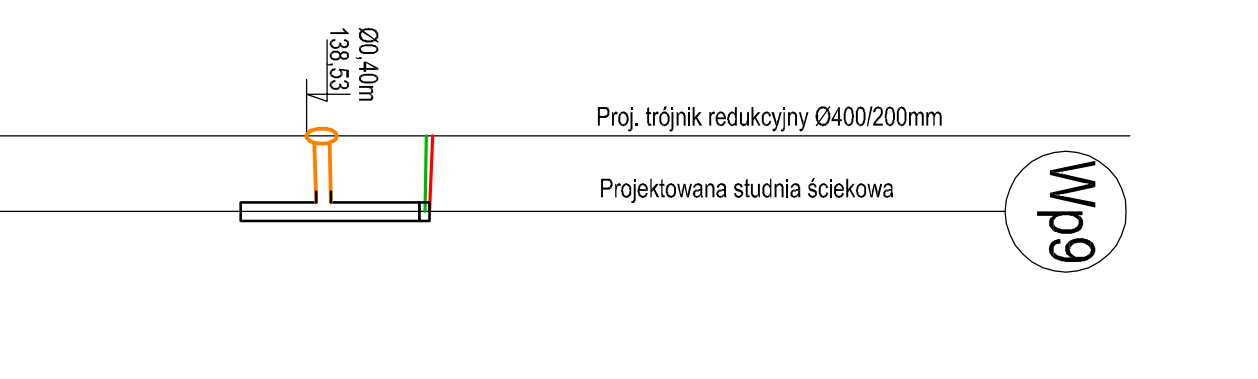 Ø0,40m
138,53
Proj. trójnik redukcyjny Ø400/200mm
Projektowana studnia ściekowa
Wp9